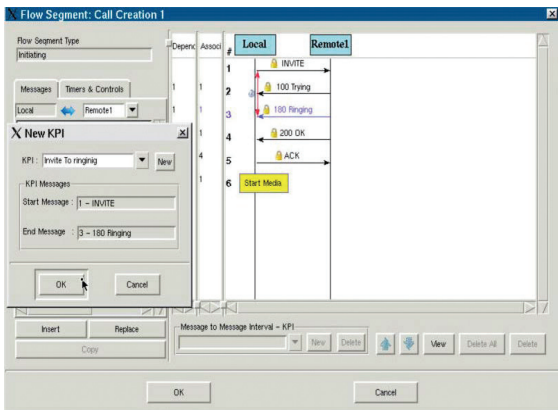 X Flow Segment: Call Creation 1
Flow Segment Type
Initiating
Messages
Timers & Controls
Local
Remote1
X New KPI
KPI :
Invite To ringinig
New
KPI Messages
Start Message :
1 - INVITE
End Message :
3 - 180 Ringing
OK
Cancel
Insert
Replace
Copy
Depenc
Associ
#
Local
Remote1
1
INVITE
1
1
2
100 Trying
1
1
3
180 Ringing
1
4
200 OK
4
5
ACK
1
6
Start Media
Message to Message Interval - KPI
New
Delete
View
Delete All
Delete
OK
Cancel